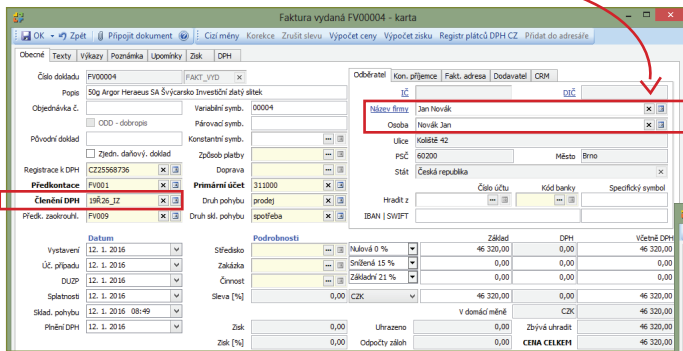 Faktura vydaná FV00004 - karta
OK Zpět Připojit dokument Cizí měny Korekce Zrušit slevu Výpočet ceny Výpočet zisku Registr plátců DPH CZ Přidat do adresáře
Obecné Texty Výkazy Poznámka Upomínky Zisk DPH
Číslo dokladu FV00004 FAKT_VYD Odběratel Kon. příjemce Fakt. adresa Dodavatel CRM
Popis 50g Argor Heraeus SA Švýcarsko Investiční zlatý slitek IČ DIČ
Objednávka č. Variabilní symb. 00004 Název firmy Jan Novák
ODD - dobropis Párovací symb. Osoba Novák Jan
Původní doklad Konstantní symb. Ulice Koliště 42
Zjedn. daňový. doklad Způsob platby PSČ 60200 Město Brno
Registrace k DPH CZ25568736 Doprava Stát Česká republika
Předkontace FV001 Primární účet 311000 Číslo účtu Kód banky Specifický symbol
Členění DPH 19Ř26_IZ Druh pohybu prodej Hradit z
Předk. zaokrouhl. FV009 Druh skl. pohybu spotřeba IBAN | SWIFT
Datum Podrobnosti Základ DPH Včetně DPH
Vystavení 12. 1. 2016 Středisko Nulová 0 % 46 320,00 0,00 46 320,00
Úč. případu 12. 1. 2016 Zakázka Snížená 15 % 0,00 0,00 0,00
DUZP 12. 1. 2016 Činnost Základní 21 % 0,00 0,00 0,00
Splatnosti 12. 1. 2016 Sleva [%] 0,00 CZK 46 320,00 0,00 46 320,00
Sklad. pohybu 12. 1. 2016 08:49 V domácí měně CZK 46 320,00
Plnění DPH 12. 1. 2016 Zisk 0,00 Uhrazeno 0,00 Zbývá uhradit 46 320,00
Zisk [%] 0,00 Odpočty záloh 0,00 CENA CELKEM 46 320,00